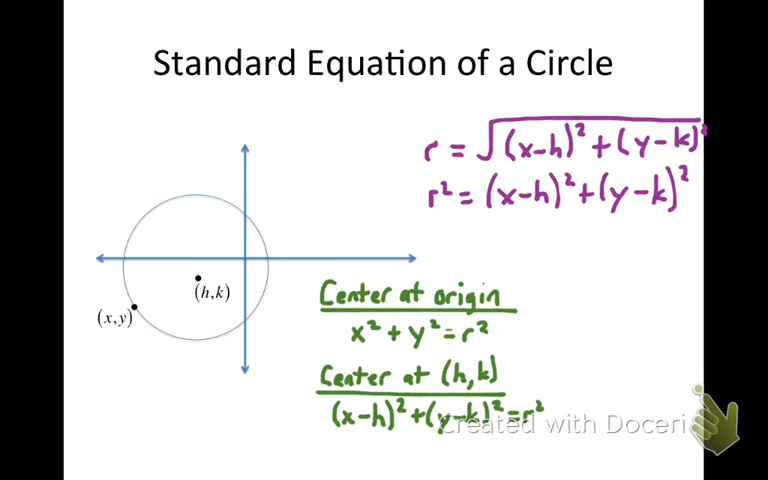 Standard Equation of a Circle
r = √(x-h)² + (y-k)²
r² = (x-h)² + (y-k)²
(h,k)
(x,y)
Center at origin
x² + y² = r²
Center at (h,k)
(x-h)² + (y-k)² = r²
Created with Doceri